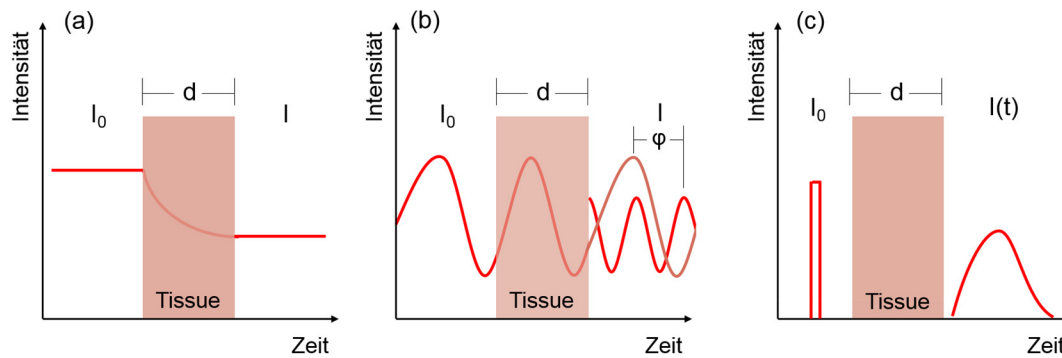 (a)
Intensität
d
I₀
I
Tissue
Zeit
(b)
Intensität
d
I₀
I
φ
Tissue
Zeit
(c)
Intensität
d
I₀
I(t)
Tissue
Zeit